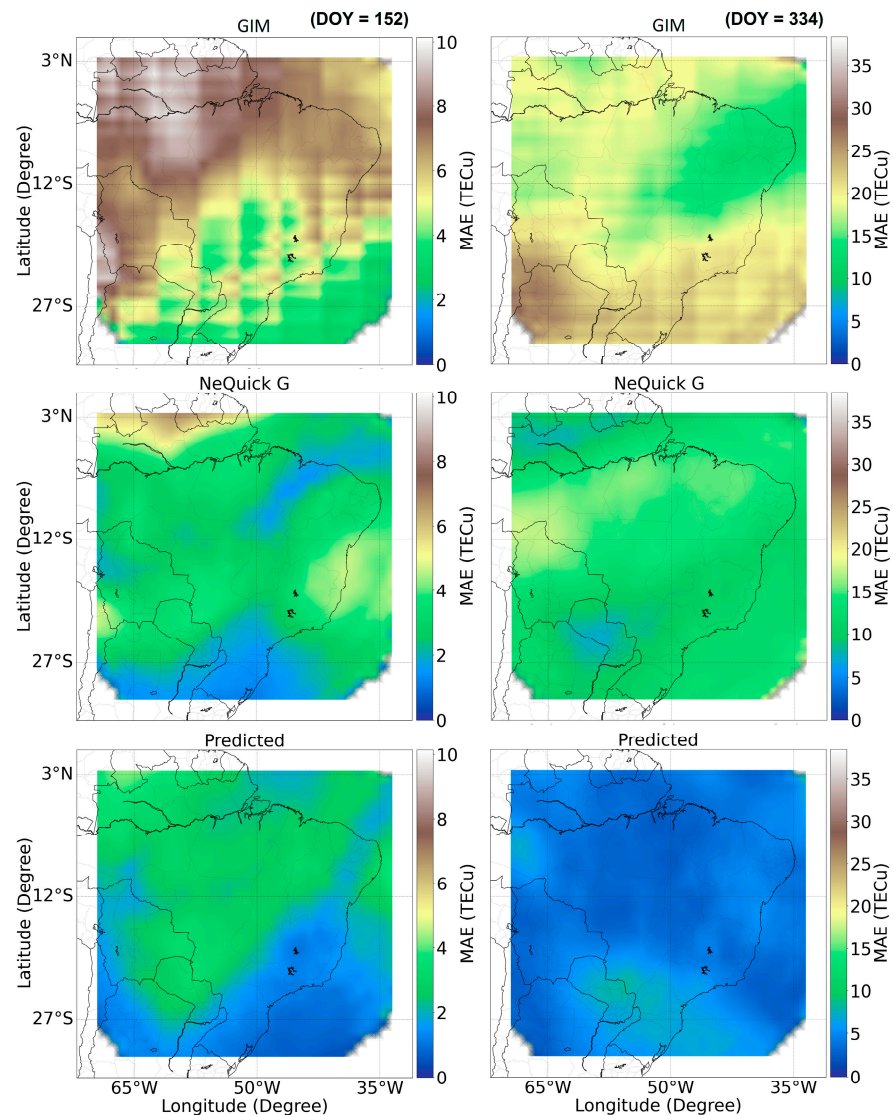 GIM (DOY = 152)
GIM (DOY = 334)
3°N
12°S
27°S
Latitude (Degree)
10
8
6
4
2
0
MAE (TECu)
35
30
25
20
15
10
5
0
MAE (TECu)
NeQuick G
NeQuick G
3°N
12°S
27°S
Latitude (Degree)
10
8
6
4
2
0
MAE (TECu)
35
30
25
20
15
10
5
0
MAE (TECu)
Predicted
Predicted
3°N
12°S
27°S
Latitude (Degree)
10
8
6
4
2
0
MAE (TECu)
35
30
25
20
15
10
5
0
MAE (TECu)
65°W 50°W 35°W
Longitude (Degree)
65°W 50°W 35°W
Longitude (Degree)